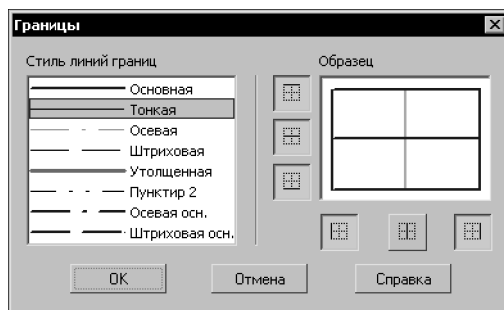 Границы
Стиль линий границ
Образец
Основная
Тонкая
Осевая
Штриховая
Утолщенная
Пунктир 2
Осевая осн.
Штриховая осн.
OK
Отмена
Справка